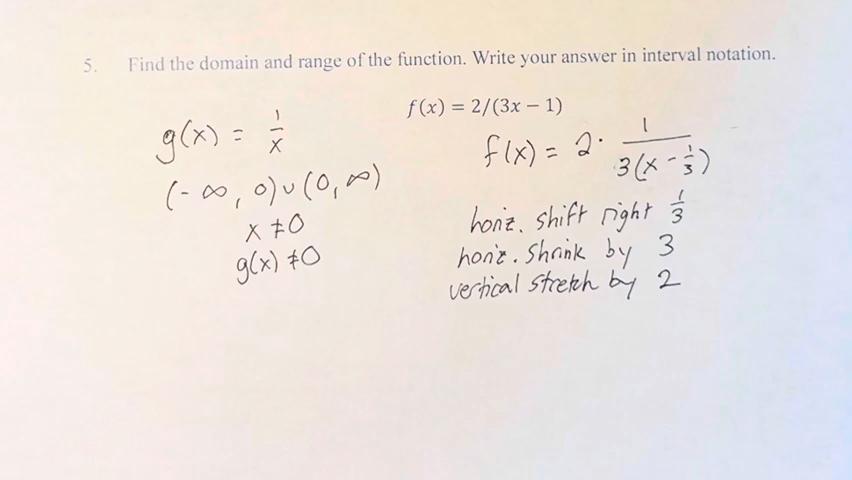 5. Find the domain and range of the function. Write your answer in interval notation.
f(x) = 2/(3x − 1)
g(x) = 1/x
(-∞, 0)∪(0, ∞)
x ≠0
g(x) ≠0
f(x) = 2· 1/3(x - 1/3)
horiz. shift right 1/3
horiz. shrink by 3
vertical stretch by 2